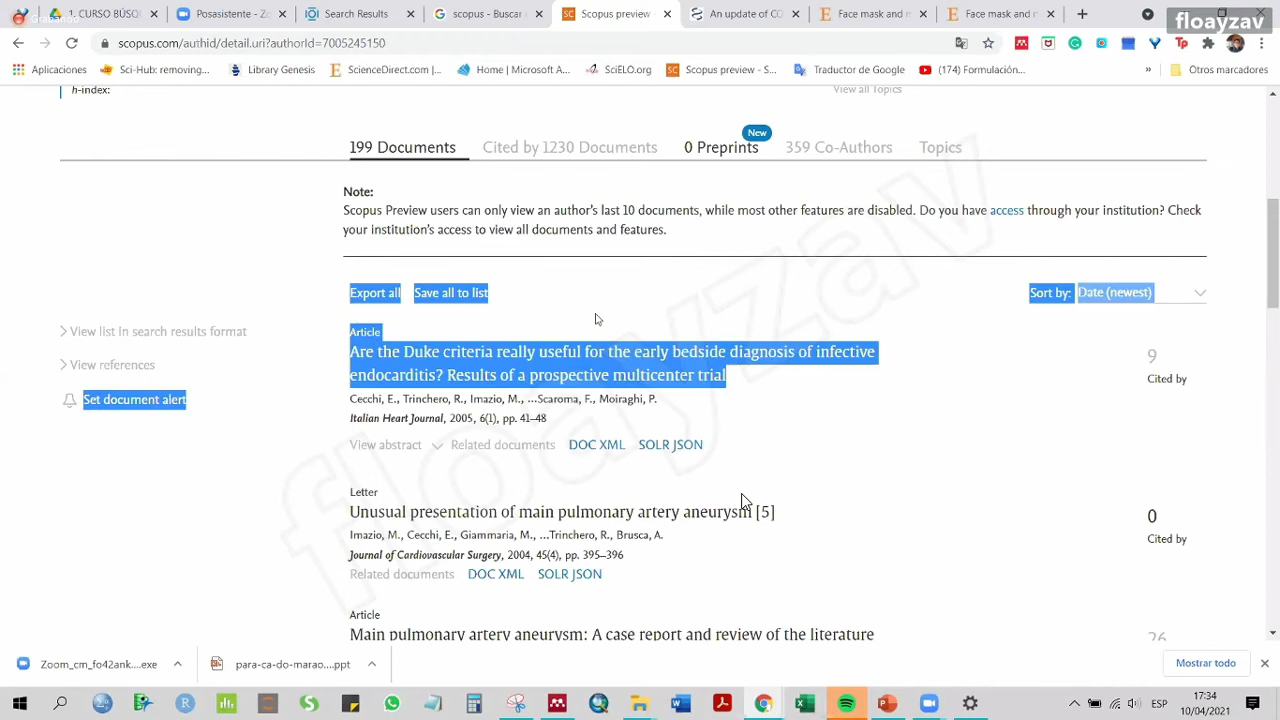 Grabando
1. CURSO BÚSQ
Posasistente - Zo
Search Results
scopus - Buscar
Scopus preview
An update of CO
Face mask and m
Face mask and m
floayzav
scopus.com/authid/detail.uri?authorId=7005245150
Aplicaciones
Sci-Hub: removing...
Library Genesis
ScienceDirect.com |...
Home | Microsoft A...
SciELO.org
Scopus preview - S...
Traductor de Google
(174) Formulación...
»
Otros marcadores
h-index:
View all Topics
New
199 Documents
Cited by 1230 Documents
0 Preprints
359 Co-Authors
Topics
Note:
Scopus Preview users can only view an author's last 10 documents, while most other features are disabled. Do you have access through your institution? Check
your institution's access to view all documents and features.
Export all
Save all to list
Sort by:
Date (newest)
View list in search results format
View references
Set document alert
Article
Are the Duke criteria really useful for the early bedside diagnosis of infective
endocarditis? Results of a prospective multicenter trial
9
Cited by
Cecchi, E., Trinchero, R., Imazio, M., ...Scaroma, F., Moiraghi, P.
Italian Heart Journal, 2005, 6(1), pp. 41–48
View abstract
Related documents
DOC XML
SOLR JSON
Letter
Unusual presentation of main pulmonary artery aneurysm [5]
0
Cited by
Imazio, M., Cecchi, E., Giammaria, M., ...Trinchero, R., Brusca, A.
Journal of Cardiovascular Surgery, 2004, 45(4), pp. 395–396
Related documents
DOC XML
SOLR JSON
Article
Main pulmonary artery aneurysm: A case report and review of the literature
26
floayzav
Zoom_cm_fo42ank....exe
para-ca-do-marao....ppt
Mostrar todo
ESP
17:34
10/04/2021